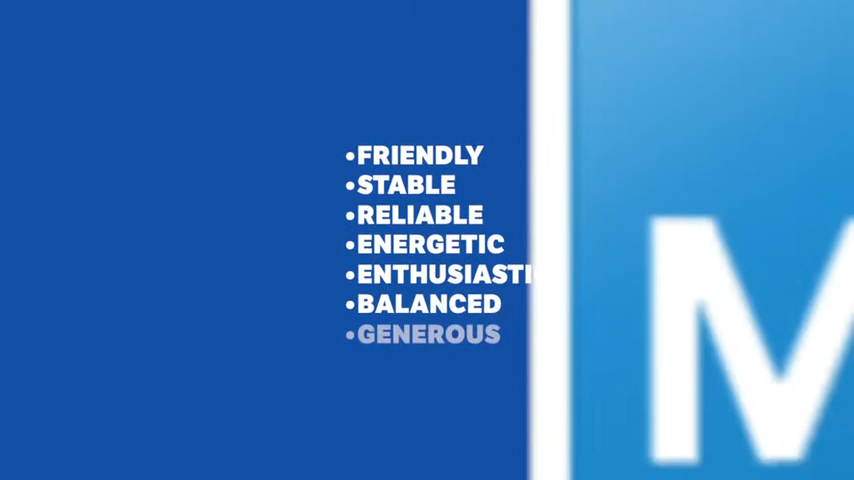 •FRIENDLY
•STABLE
•RELIABLE
•ENERGETIC
•ENTHUSIASTI
•BALANCED
•GENEROUS
M